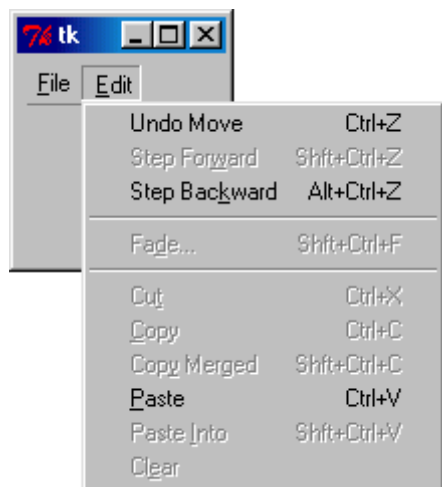 7k tk
File Edit
Undo Move Ctrl+Z
Step Forward Shft+Ctrl+Z
Step Backward Alt+Ctrl+Z
Fade... Shft+Ctrl+F
Cut Ctrl+X
Copy Ctrl+C
Copy Merged Shft+Ctrl+C
Paste Ctrl+V
Paste Into Shft+Ctrl+V
Clear